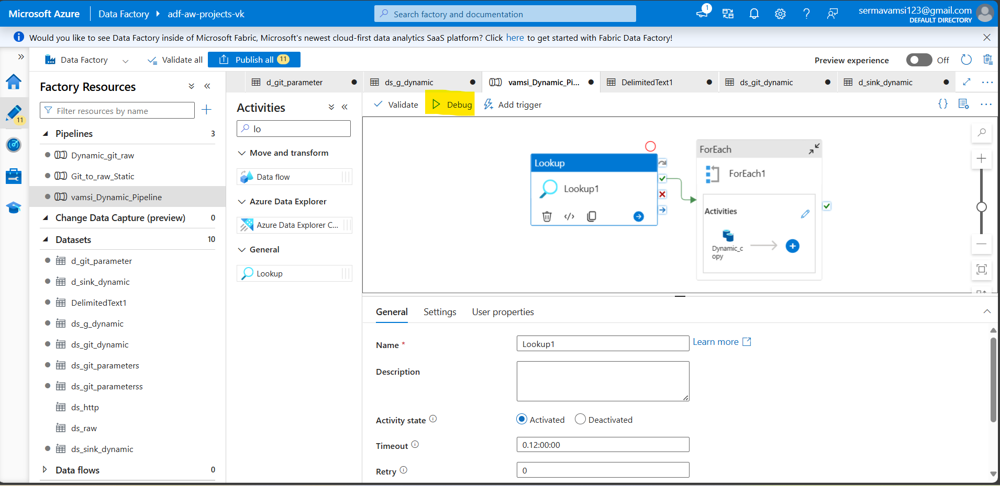 Microsoft Azure
Data Factory
adf-aw-projects-vk
Search factory and documentation
1
sermavamsi123@gmail.com
DEFAULT DIRECTORY
Would you like to see Data Factory inside of Microsoft Fabric, Microsoft's newest cloud-first data analytics SaaS platform? Click here to get started with Fabric Data Factory!
Data Factory
Validate all
Publish all 11
Preview experience
Off
11
Factory Resources
Filter resources by name
Pipelines 3
Dynamic_git_raw
Git_to_raw_Static
vamsi_Dynamic_Pipeline
Change Data Capture (preview) 0
Datasets 10
d_git_parameter
d_sink_dynamic
DelimitedText1
ds_g_dynamic
ds_git_dynamic
ds_git_parameters
ds_git_parameterss
ds_http
ds_raw
ds_sink_dynamic
Data flows 0
d_git_parameter
ds_g_dynamic
vamsi_Dynamic_Pi...
DelimitedText1
ds_git_dynamic
d_sink_dynamic
Activities
lo
Move and transform
Data flow
Azure Data Explorer
Azure Data Explorer C...
General
Lookup
Validate
Debug
Add trigger
Lookup
Lookup1
ForEach
ForEach1
Activities
Dynamic_c
opy
General
Settings
User properties
Name *
Lookup1
Learn more
Description
Activity state
Activated
Deactivated
Timeout
0.12:00:00
Retry
0